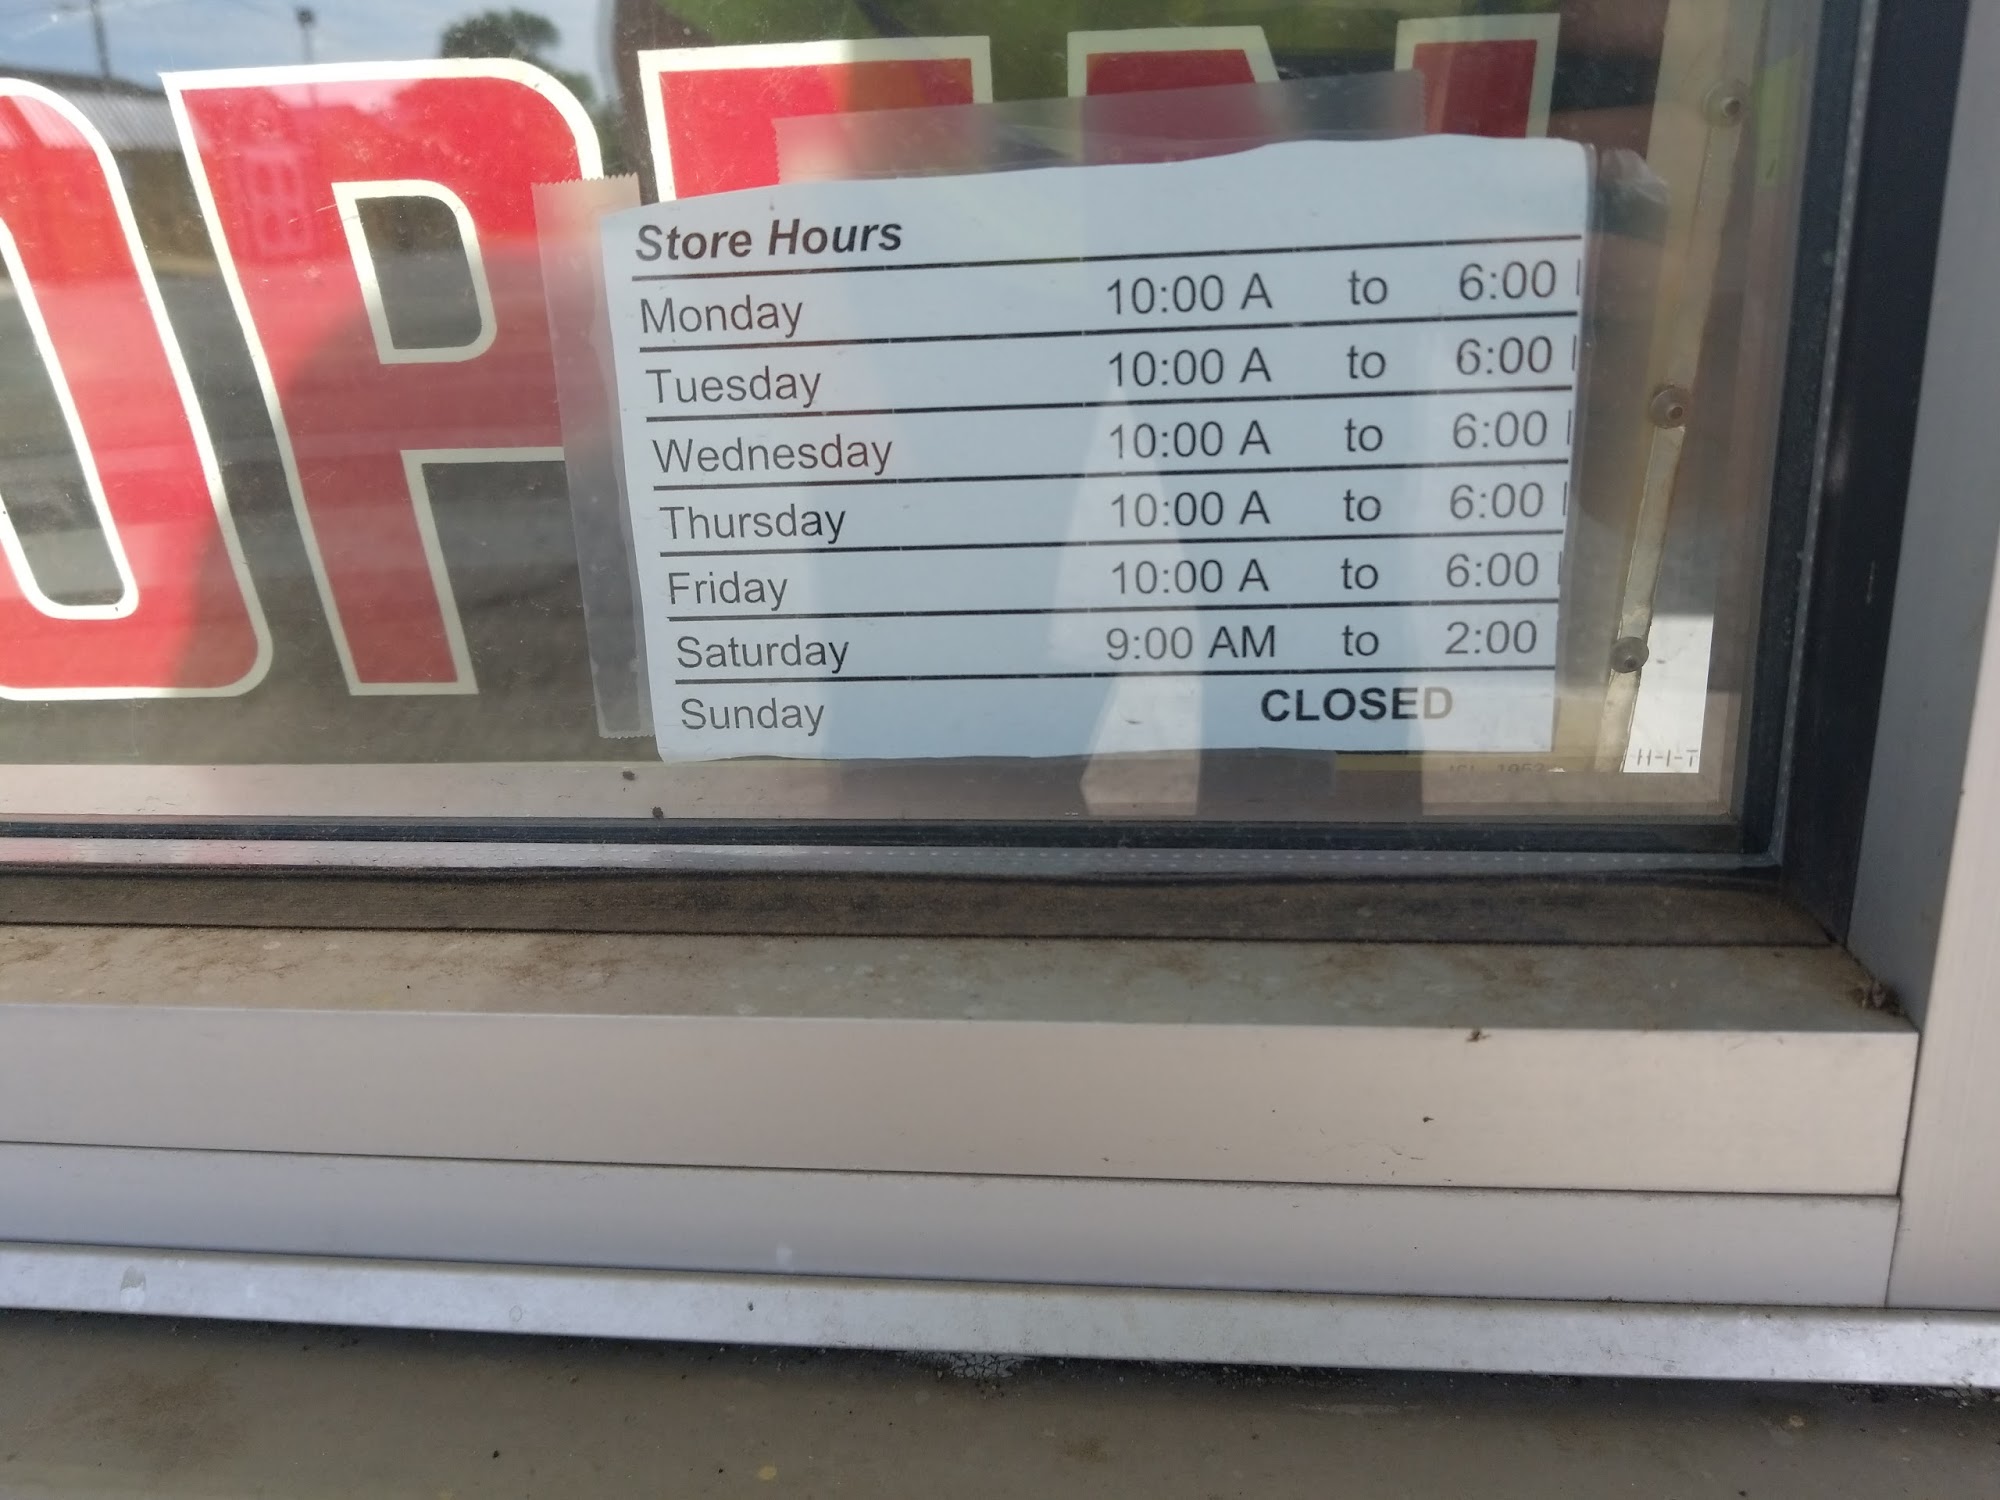 OPEN
Store Hours
Monday 10:00 A to 6:00
Tuesday 10:00 A to 6:00
Wednesday 10:00 A to 6:00
Thursday 10:00 A to 6:00
Friday 10:00 A to 6:00
Saturday 9:00 AM to 2:00
Sunday CLOSED
H-I-T